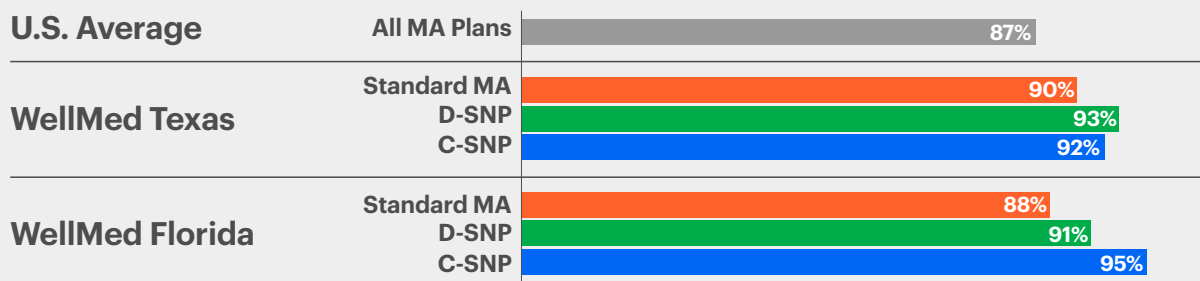 U.S. Average
All MA Plans
87%
WellMed Texas
Standard MA
90%
D-SNP
93%
C-SNP
92%
WellMed Florida
Standard MA
88%
D-SNP
91%
C-SNP
95%